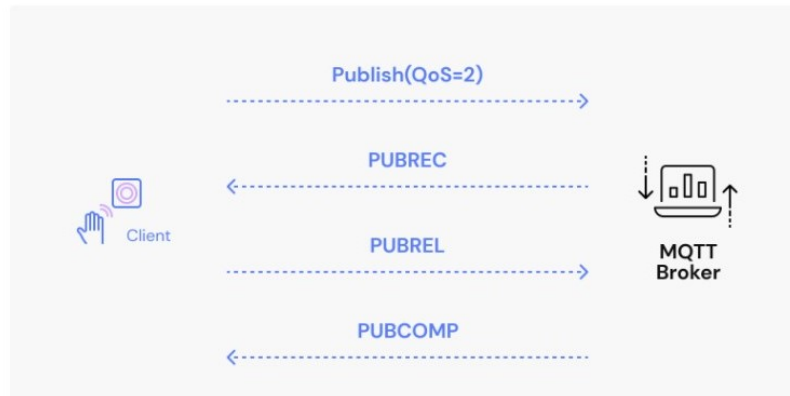 Publish(QoS=2)
PUBREC
Client
PUBREL
MQTT
Broker
PUBCOMP